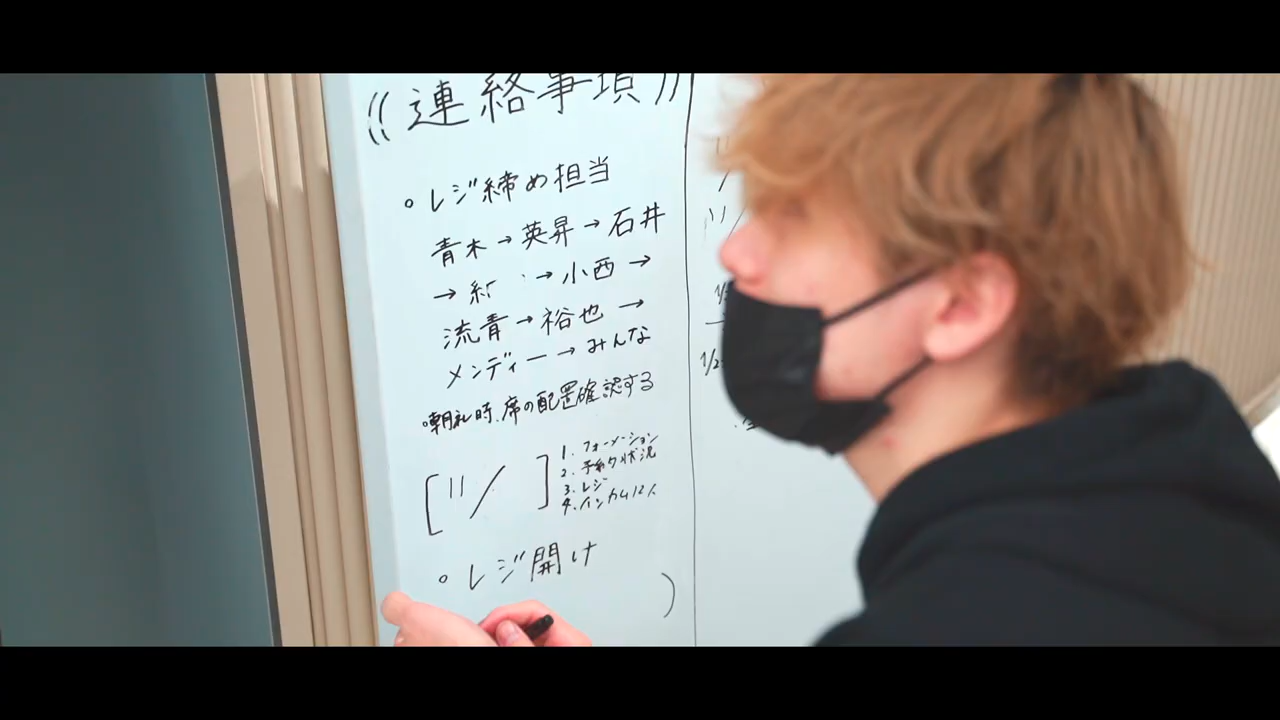 《連絡事項》
。レジ締め担当
青木→英昇→石井
→ →小西→
流青→裕也→
メンディー→みんな
・朝礼時、席の配置確認する
[11/ ]
1. フォーメーション
2. 予約状況
3. レジ
4. インカム12人
。レジ開け
)
11/
1/2